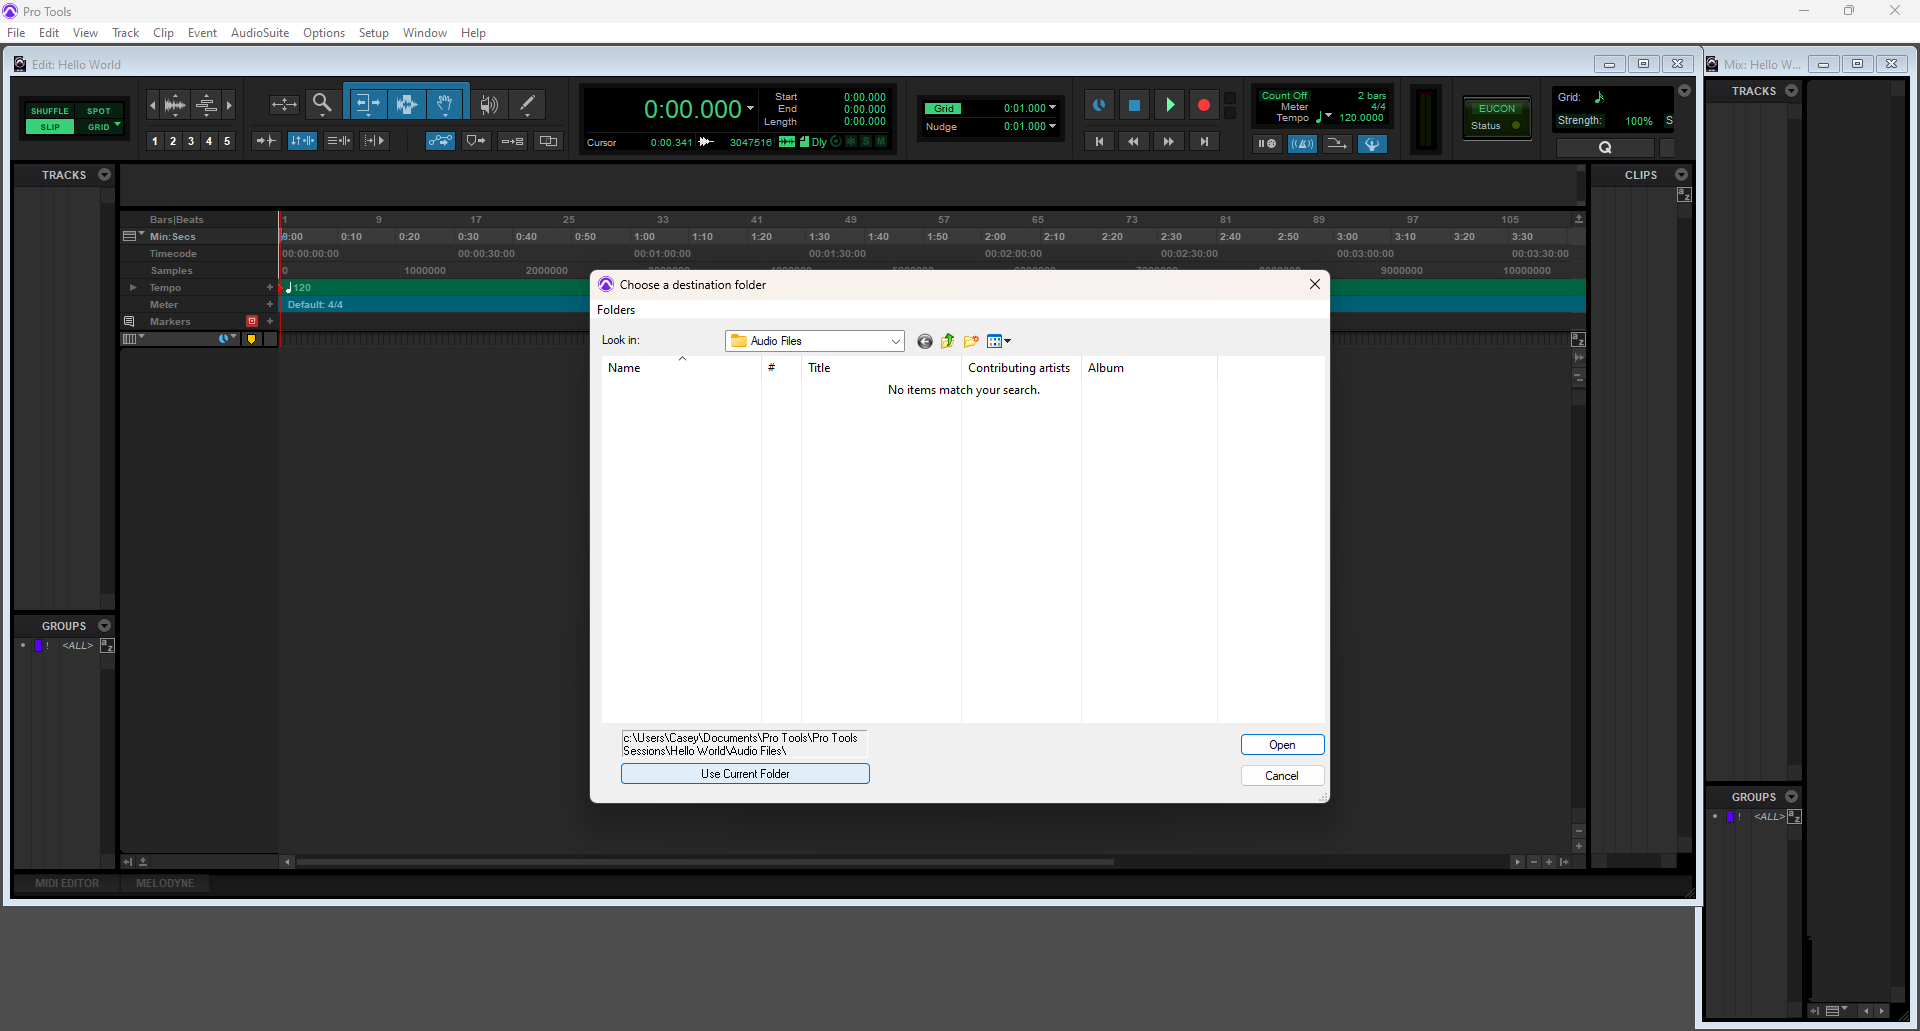 Pro Tools
File Edit View Track Clip Event AudioSuite Options Setup Window Help
Edit: Hello World
Mix: Hello W...
SHUFFLE SPOT
SLIP GRID
1 2 3 4 5
0:00.000
Start 0:00.000
End 0:00.000
Length 0:00.000
Cursor 0:00.341 3047516 Dly S M
Grid 0:01.000
Nudge 0:01.000
Count Off 2 bars
Meter 4/4
Tempo 120.0000
EUCON
Status
Grid:
Strength: 100% S
Q
TRACKS
TRACKS
CLIPS
Bars|Beats 1 9 17 25 33 41 49 57 65 73 81 89 97 105
Min:Secs 0:00 0:10 0:20 0:30 0:40 0:50 1:00 1:10 1:20 1:30 1:40 1:50 2:00 2:10 2:20 2:30 2:40 2:50 3:00 3:10 3:20 3:30
Timecode 00:00:00:00 00:00:30:00 00:01:00:00 00:01:30:00 00:02:00:00 00:02:30:00 00:03:00:00 00:03:30:00
Samples 0 1000000 2000000 9000000 10000000
Tempo 120
Meter Default: 4/4
Markers
Choose a destination folder
Folders
Look in: Audio Files
Name # Title Contributing artists Album
No items match your search.
c:\Users\Casey\Documents\Pro Tools\Pro Tools
Sessions\Hello World\Audio Files\
Use Current Folder
Open
Cancel
GROUPS
! <ALL>
a z
GROUPS
! <ALL>
a z
MIDI EDITOR MELODYNE